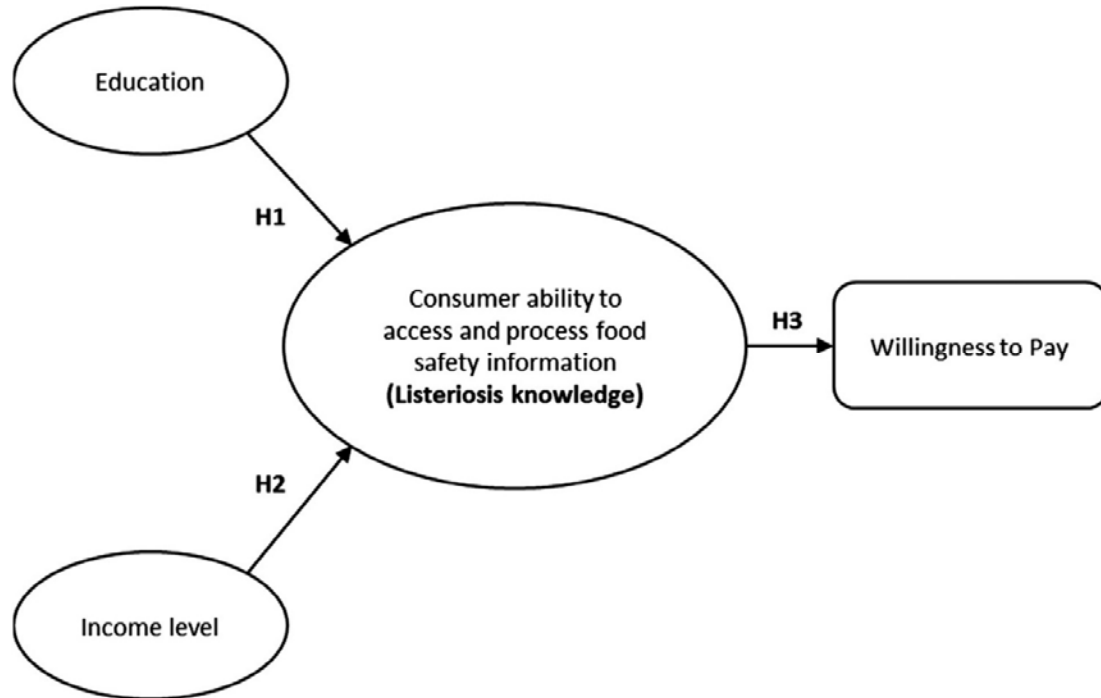 Education
H1
Consumer ability to
access and process food
safety information
(Listeriosis knowledge)
H3
Willingness to Pay
H2
Income level